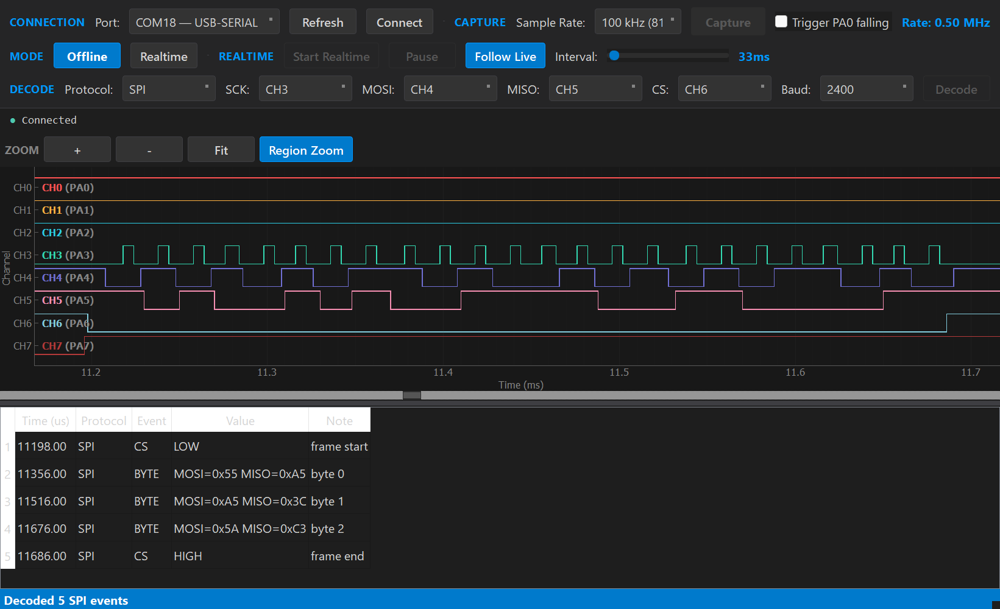 CONNECTION Port: COM18 — USB-SERIAL Refresh Connect CAPTURE Sample Rate: 100 kHz (81 Capture Trigger PA0 falling Rate: 0.50 MHz
MODE Offline Realtime REALTIME Start Realtime Pause Follow Live Interval: 33ms
DECODE Protocol: SPI SCK: CH3 MOSI: CH4 MISO: CH5 CS: CH6 Baud: 2400 Decode
Connected
ZOOM + - Fit Region Zoom
CH0 CH0 (PA0)
CH1 CH1 (PA1)
CH2 CH2 (PA2)
CH3 CH3 (PA3)
Channel
CH4 CH4 (PA4)
CH5 CH5 (PA5)
CH6 CH6 (PA6)
CH7 CH7 (PA7)
11.2 11.3 11.4 11.5 11.6 11.7
Time (ms)
Time (us) Protocol Event Value Note
1 11198.00 SPI CS LOW frame start
2 11356.00 SPI BYTE MOSI=0x55 MISO=0xA5 byte 0
3 11516.00 SPI BYTE MOSI=0xA5 MISO=0x3C byte 1
4 11676.00 SPI BYTE MOSI=0x5A MISO=0xC3 byte 2
5 11686.00 SPI CS HIGH frame end
Decoded 5 SPI events